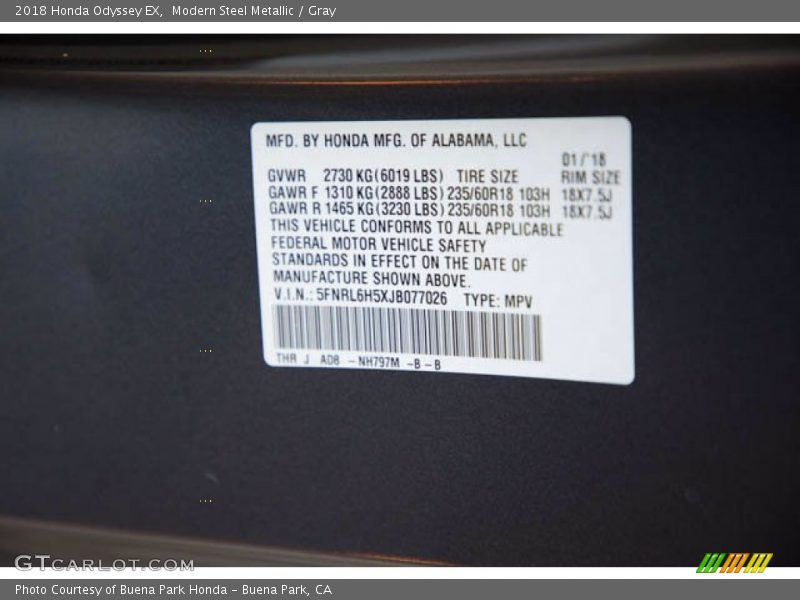 2018 Honda Odyssey EX,  Modern Steel Metallic / Gray
MFD. BY HONDA MFG. OF ALABAMA, LLC
01/'18
GVWR 2730 KG(6019 LBS) TIRE SIZE RIM SIZE
GAWR F 1310 KG(2888 LBS) 235/60R18 103H 18X7.5J
GAWR R 1465 KG(3230 LBS) 235/60R18 103H 18X7.5J
THIS VEHICLE CONFORMS TO ALL APPLICABLE
FEDERAL MOTOR VEHICLE SAFETY
STANDARDS IN EFFECT ON THE DATE OF
MANUFACTURE SHOWN ABOVE.
V.I.N.: 5FNRL6H5XJB077026 TYPE: MPV
THR J A08 -NH797M -B-B
GTCARLOT.COM
Photo Courtesy of Buena Park Honda - Buena Park, CA